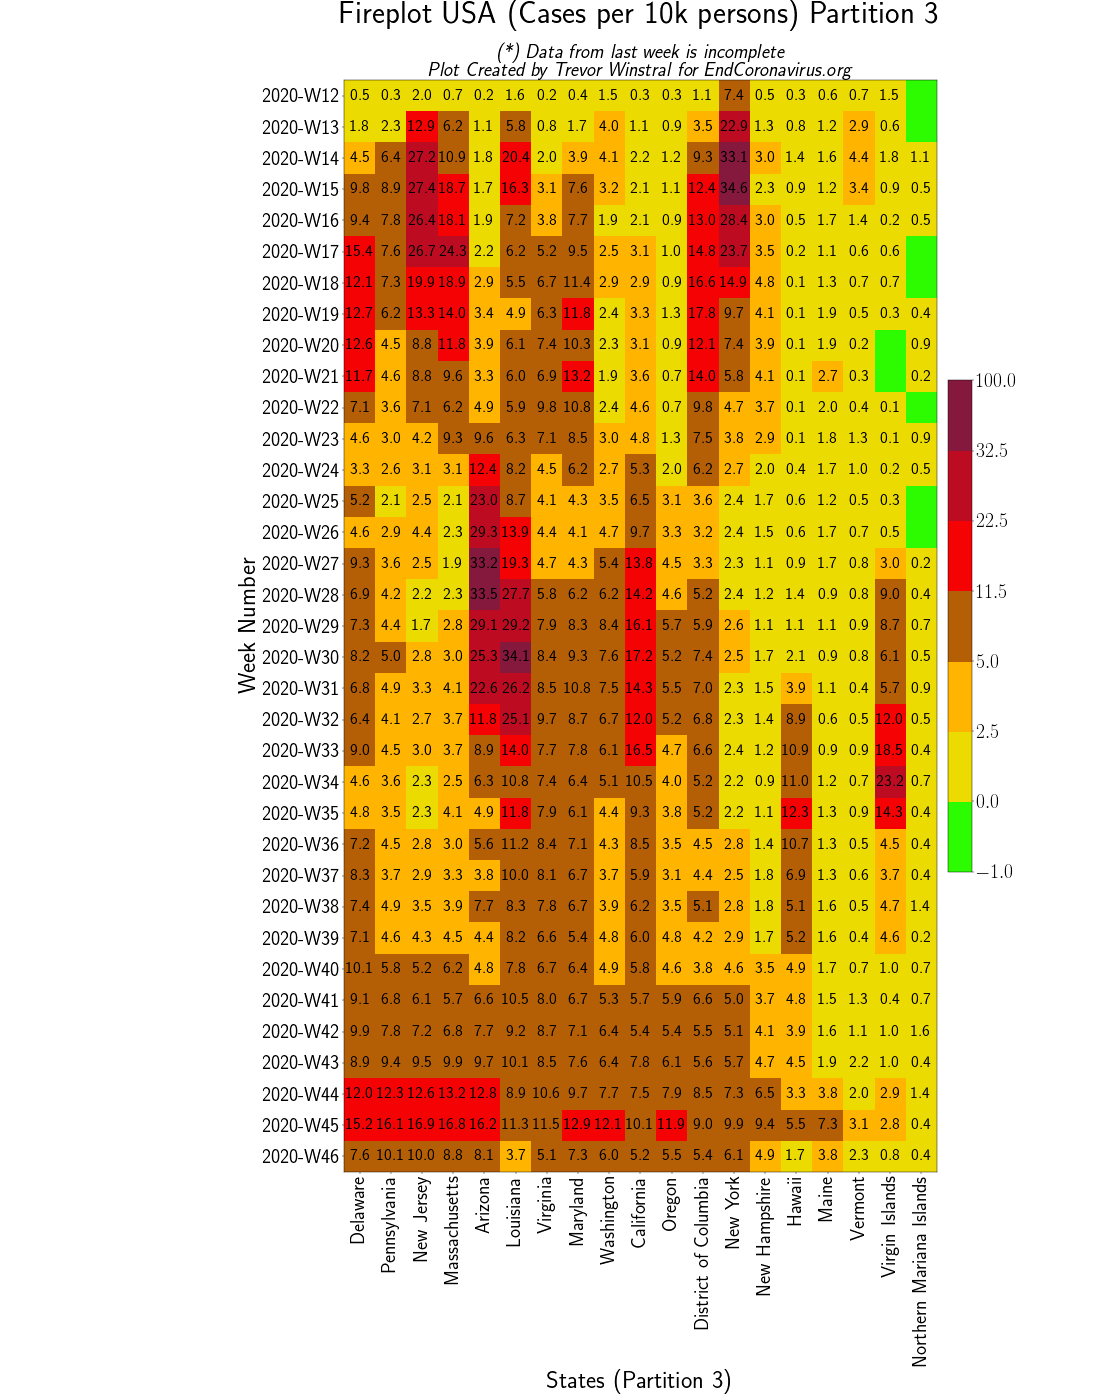 Fireplot USA (Cases per 10k persons) Partition 3
(*) Data from last week is incomplete
Plot Created by Trevor Winstral for EndCoronavirus.org
2020-W12 0.5 0.3 2.0 0.7 0.2 1.6 0.2 0.4 1.5 0.3 0.3 1.1 7.4 0.5 0.3 0.6 0.7 1.5
2020-W13 1.8 2.3 12.9 6.2 1.1 5.8 0.8 1.7 4.0 1.1 0.9 3.5 22.9 1.3 0.8 1.2 2.9 0.6
2020-W14 4.5 6.4 27.2 10.9 1.8 20.4 2.0 3.9 4.1 2.2 1.2 9.3 33.1 3.0 1.4 1.6 4.4 1.8 1.1
2020-W15 9.8 8.9 27.4 18.7 1.7 16.3 3.1 7.6 3.2 2.1 1.1 12.4 34.6 2.3 0.9 1.2 3.4 0.9 0.5
2020-W16 9.4 7.8 26.4 18.1 1.9 7.2 3.8 7.7 1.9 2.1 0.9 13.0 28.4 3.0 0.5 1.7 1.4 0.2 0.5
2020-W17 15.4 7.6 26.7 24.3 2.2 6.2 5.2 9.5 2.5 3.1 1.0 14.8 23.7 3.5 0.2 1.1 0.6 0.6
2020-W18 12.1 7.3 19.9 18.9 2.9 5.5 6.7 11.4 2.9 2.9 0.9 16.6 14.9 4.8 0.1 1.3 0.7 0.7
2020-W19 12.7 6.2 13.3 14.0 3.4 4.9 6.3 11.8 2.4 3.3 1.3 17.8 9.7 4.1 0.1 1.9 0.5 0.3 0.4
2020-W20 12.6 4.5 8.8 11.8 3.9 6.1 7.4 10.3 2.3 3.1 0.9 12.1 7.4 3.9 0.1 1.9 0.2 0.9
2020-W21 11.7 4.6 8.8 9.6 3.3 6.0 6.9 13.2 1.9 3.6 0.7 14.0 5.8 4.1 0.1 2.7 0.3 0.2
2020-W22 7.1 3.6 7.1 6.2 4.9 5.9 9.8 10.8 2.4 4.6 0.7 9.8 4.7 3.7 0.1 2.0 0.4 0.1
2020-W23 4.6 3.0 4.2 9.3 9.6 6.3 7.1 8.5 3.0 4.8 1.3 7.5 3.8 2.9 0.1 1.8 1.3 0.1 0.9
2020-W24 3.3 2.6 3.1 3.1 12.4 8.2 4.5 6.2 2.7 5.3 2.0 6.2 2.7 2.0 0.4 1.7 1.0 0.2 0.5
2020-W25 5.2 2.1 2.5 2.1 23.0 8.7 4.1 4.3 3.5 6.5 3.1 3.6 2.4 1.7 0.6 1.2 0.5 0.3
2020-W26 4.6 2.9 4.4 2.3 29.3 13.9 4.4 4.1 4.7 9.7 3.3 3.2 2.4 1.5 0.6 1.7 0.7 0.5
2020-W27 9.3 3.6 2.5 1.9 33.2 19.3 4.7 4.3 5.4 13.8 4.5 3.3 2.3 1.1 0.9 1.7 0.8 3.0 0.2
2020-W28 6.9 4.2 2.2 2.3 33.5 27.7 5.8 6.2 6.2 14.2 4.6 5.2 2.4 1.2 1.4 0.9 0.8 9.0 0.4
2020-W29 7.3 4.4 1.7 2.8 29.1 29.2 7.9 8.3 8.4 16.1 5.7 5.9 2.6 1.1 1.1 1.1 0.9 8.7 0.7
2020-W30 8.2 5.0 2.8 3.0 25.3 34.1 8.4 9.3 7.6 17.2 5.2 7.4 2.5 1.7 2.1 0.9 0.8 6.1 0.5
2020-W31 6.8 4.9 3.3 4.1 22.6 26.2 8.5 10.8 7.5 14.3 5.5 7.0 2.3 1.5 3.9 1.1 0.4 5.7 0.9
2020-W32 6.4 4.1 2.7 3.7 11.8 25.1 9.7 8.7 6.7 12.0 5.2 6.8 2.3 1.4 8.9 0.6 0.5 12.0 0.5
2020-W33 9.0 4.5 3.0 3.7 8.9 14.0 7.7 7.8 6.1 16.5 4.7 6.6 2.4 1.2 10.9 0.9 0.9 18.5 0.4
2020-W34 4.6 3.6 2.3 2.5 6.3 10.8 7.4 6.4 5.1 10.5 4.0 5.2 2.2 0.9 11.0 1.2 0.7 23.2 0.7
2020-W35 4.8 3.5 2.3 4.1 4.9 11.8 7.9 6.1 4.4 9.3 3.8 5.2 2.2 1.1 12.3 1.3 0.9 14.3 0.4
2020-W36 7.2 4.5 2.8 3.0 5.6 11.2 8.4 7.1 4.3 8.5 3.5 4.5 2.8 1.4 10.7 1.3 0.5 4.5 0.4
2020-W37 8.3 3.7 2.9 3.3 3.8 10.0 8.1 6.7 3.7 5.9 3.1 4.4 2.5 1.8 6.9 1.3 0.6 3.7 0.4
2020-W38 7.4 4.9 3.5 3.9 7.7 8.3 7.8 6.7 3.9 6.2 3.5 5.1 2.8 1.8 5.1 1.6 0.5 4.7 1.4
2020-W39 7.1 4.6 4.3 4.5 4.4 8.2 6.6 5.4 4.8 6.0 4.8 4.2 2.9 1.7 5.2 1.6 0.4 4.6 0.2
2020-W40 10.1 5.8 5.2 6.2 4.8 7.8 6.7 6.4 4.9 5.8 4.6 3.8 4.6 3.5 4.9 1.7 0.7 1.0 0.7
2020-W41 9.1 6.8 6.1 5.7 6.6 10.5 8.0 6.7 5.3 5.7 5.9 6.6 5.0 3.7 4.8 1.5 1.3 0.4 0.7
2020-W42 9.9 7.8 7.2 6.8 7.7 9.2 8.7 7.1 6.4 5.4 5.4 5.5 5.1 4.1 3.9 1.6 1.1 1.0 1.6
2020-W43 8.9 9.4 9.5 9.9 9.7 10.1 8.5 7.6 6.4 7.8 6.1 5.6 5.7 4.7 4.5 1.9 2.2 1.0 0.4
2020-W44 12.0 12.3 12.6 13.2 12.8 8.9 10.6 9.7 7.7 7.5 7.9 8.5 7.3 6.5 3.3 3.8 2.0 2.9 1.4
2020-W45 15.2 16.1 16.9 16.8 16.2 11.3 11.5 12.9 12.1 10.1 11.9 9.0 9.9 9.4 5.5 7.3 3.1 2.8 0.4
2020-W46 7.6 10.1 10.0 8.8 8.1 3.7 5.1 7.3 6.0 5.2 5.5 5.4 6.1 4.9 1.7 3.8 2.3 0.8 0.4
Week Number
Delaware
Pennsylvania
New Jersey
Massachusetts
Arizona
Louisiana
Virginia
Maryland
Washington
California
Oregon
District of Columbia
New York
New Hampshire
Hawaii
Maine
Vermont
Virgin Islands
Northern Mariana Islands
States (Partition 3)
100.0
32.5
22.5
11.5
5.0
2.5
0.0
−1.0